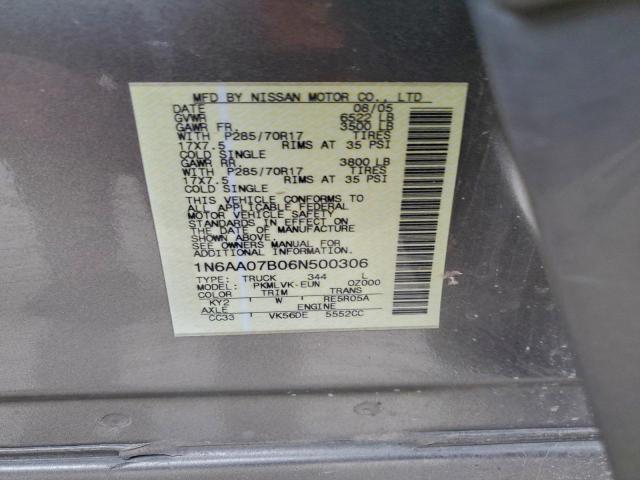 MFD BY NISSAN MOTOR CO., LTD
DATE 08/05
GVWR 6522 LB
GAWR FR. 3500 LB
WITH P285/70R17 TIRES
17X7.5 RIMS AT 35 PSI
COLD SINGLE
GAWR RR. 3800 LB
WITH P285/70R17 TIRES
17X7.5 RIMS AT 35 PSI
COLD SINGLE
THIS VEHICLE CONFORMS TO
ALL APPLICABLE FEDERAL
MOTOR VEHICLE SAFETY
STANDARDS IN EFFECT ON
THE DATE OF MANUFACTURE
SHOWN ABOVE.
SEE OWNERS MANUAL
1N6AA07B06N500306
TYPE: TRUCK 344 L
MODEL: PKMLVK-EUN OZ000
COLOR TRIM
KY2 W RE5R05A
AXLE ENGINE
CC33 VK56DE 5552CC